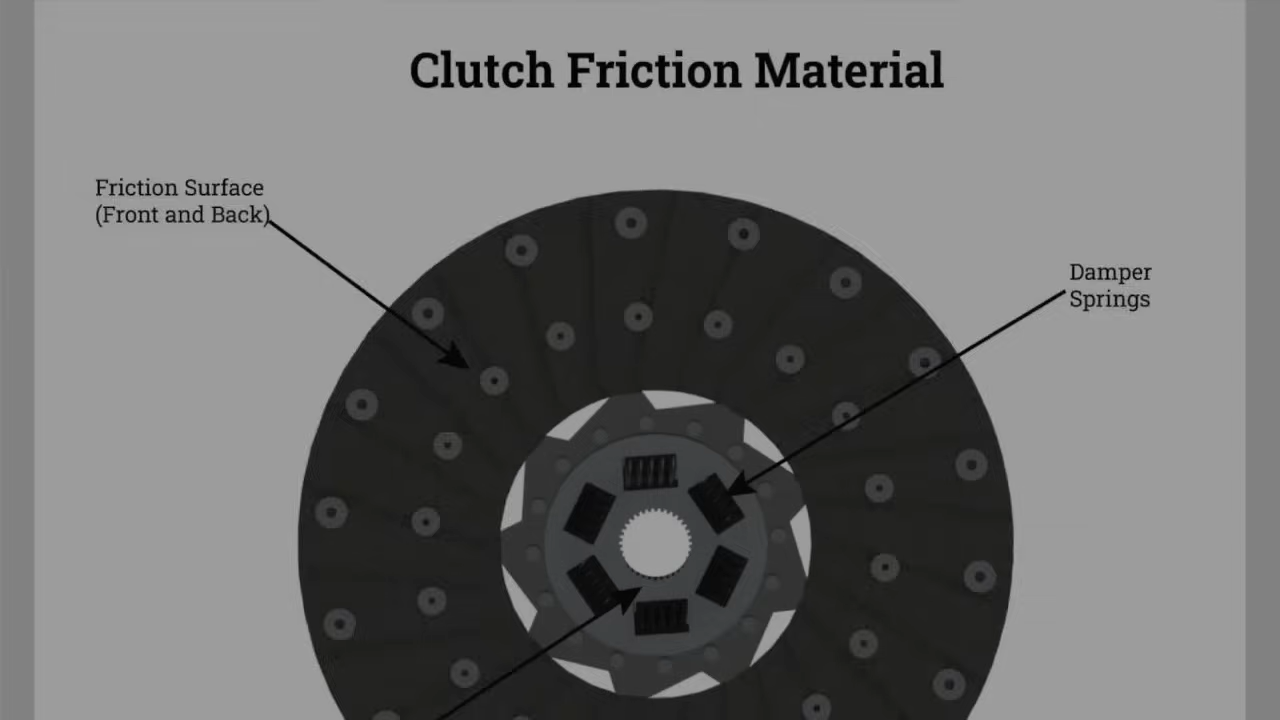 Clutch Friction Material
Friction Surface
(Front and Back)
Damper
Springs